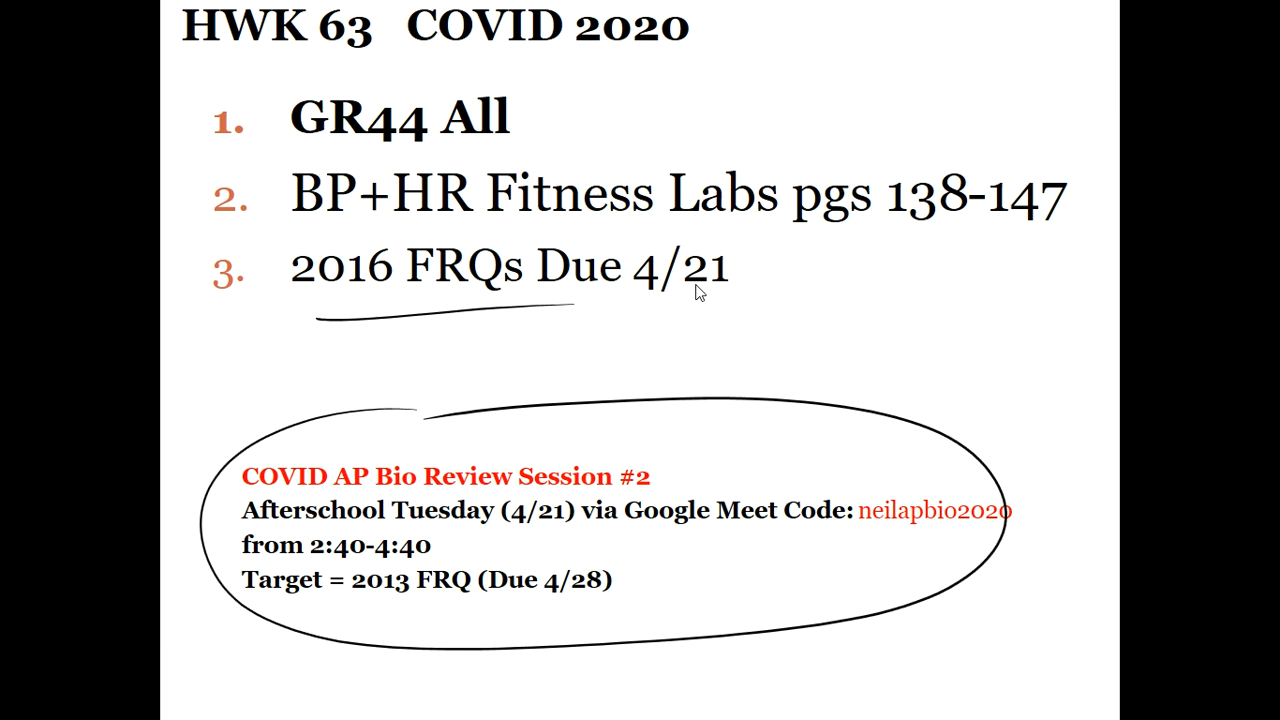 HWK 63 COVID 2020
1. GR44 All
2. BP+HR Fitness Labs pgs 138-147
3. 2016 FRQs Due 4/21
COVID AP Bio Review Session #2
Afterschool Tuesday (4/21) via Google Meet Code: neilapbio2020
from 2:40-4:40
Target = 2013 FRQ (Due 4/28)